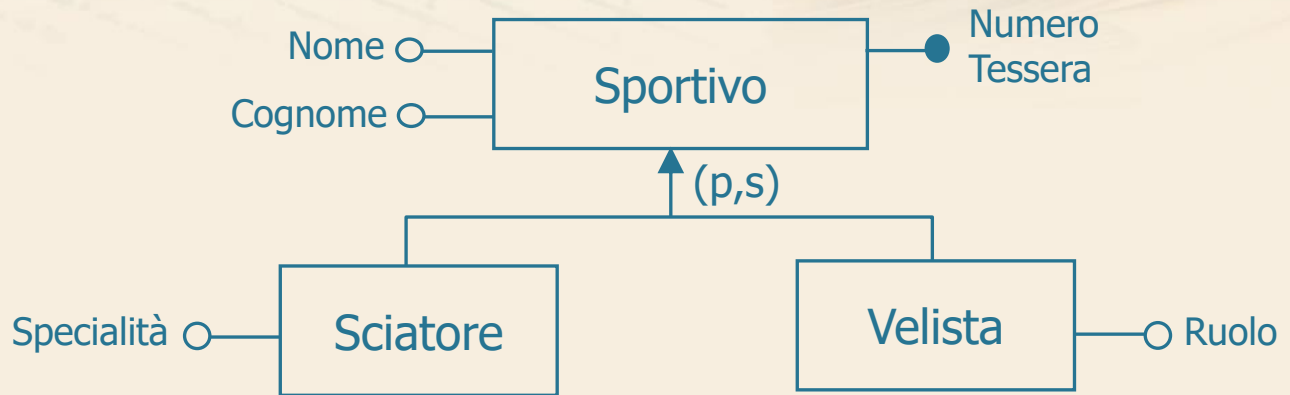 Nome
Numero
Tessera
Sportivo
Cognome
(p,s)
Specialità
Sciatore
Velista
Ruolo